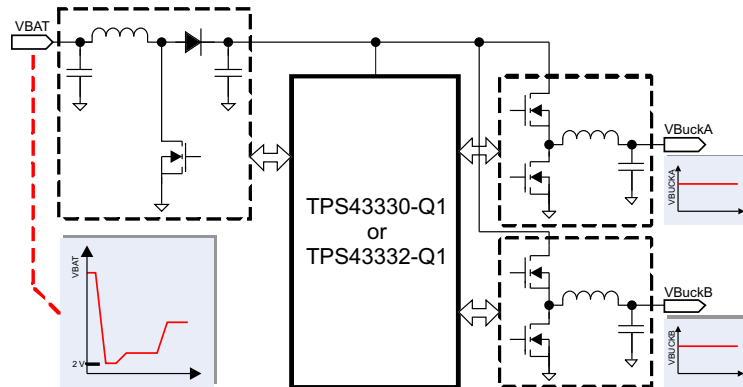 VBAT
VBuckA
VBUCKA
TPS43330-Q1
or
TPS43332-Q1
VBAT
2 V
VBuckB
VBUCKB